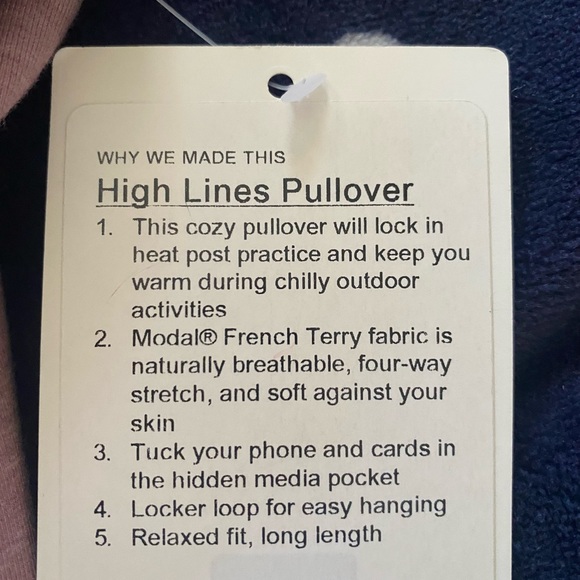 WHY WE MADE THIS
High Lines Pullover
1. This cozy pullover will lock in
heat post practice and keep you
warm during chilly outdoor
activities
2. Modal® French Terry fabric is
naturally breathable, four-way
stretch, and soft against your
skin
3. Tuck your phone and cards in
the hidden media pocket
4. Locker loop for easy hanging
5. Relaxed fit, long length